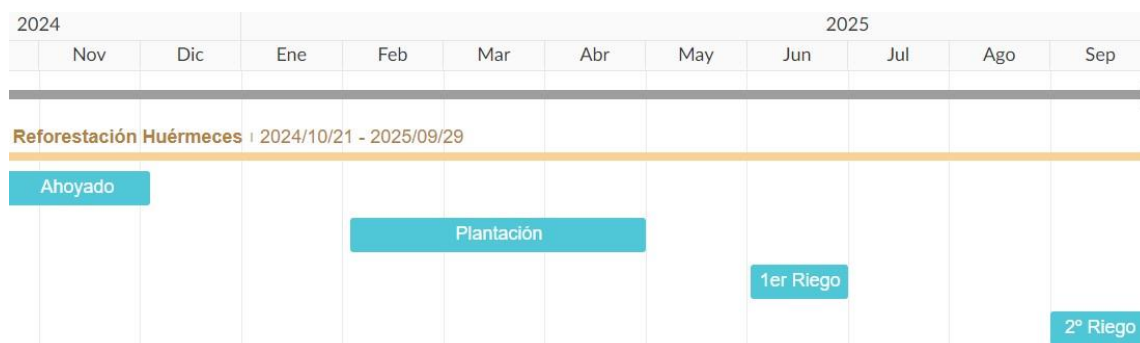 2024 2025
Nov Dic Ene Feb Mar Abr May Jun Jul Ago Sep
Reforestación Huérmeces 2024/10/21 - 2025/09/29
Ahoyado
Plantación
1er Riego
2º Riego